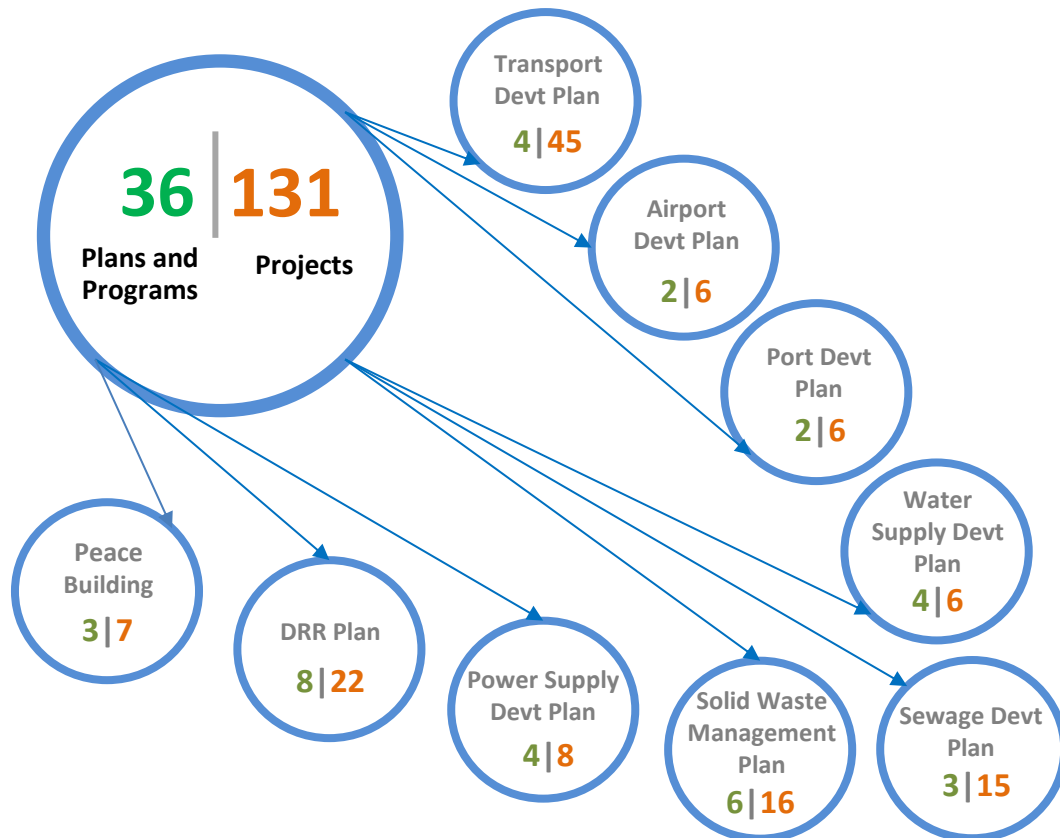 36 | 131
Plans and
Programs
Projects
Transport
Devt Plan
4|45
Airport
Devt Plan
2|6
Port Devt
Plan
2|6
Water
Supply Devt
Plan
4|6
Peace
Building
3|7
DRR Plan
8|22
Power Supply
Devt Plan
4|8
Solid Waste
Management
Plan
6|16
Sewage Devt
Plan
3|15